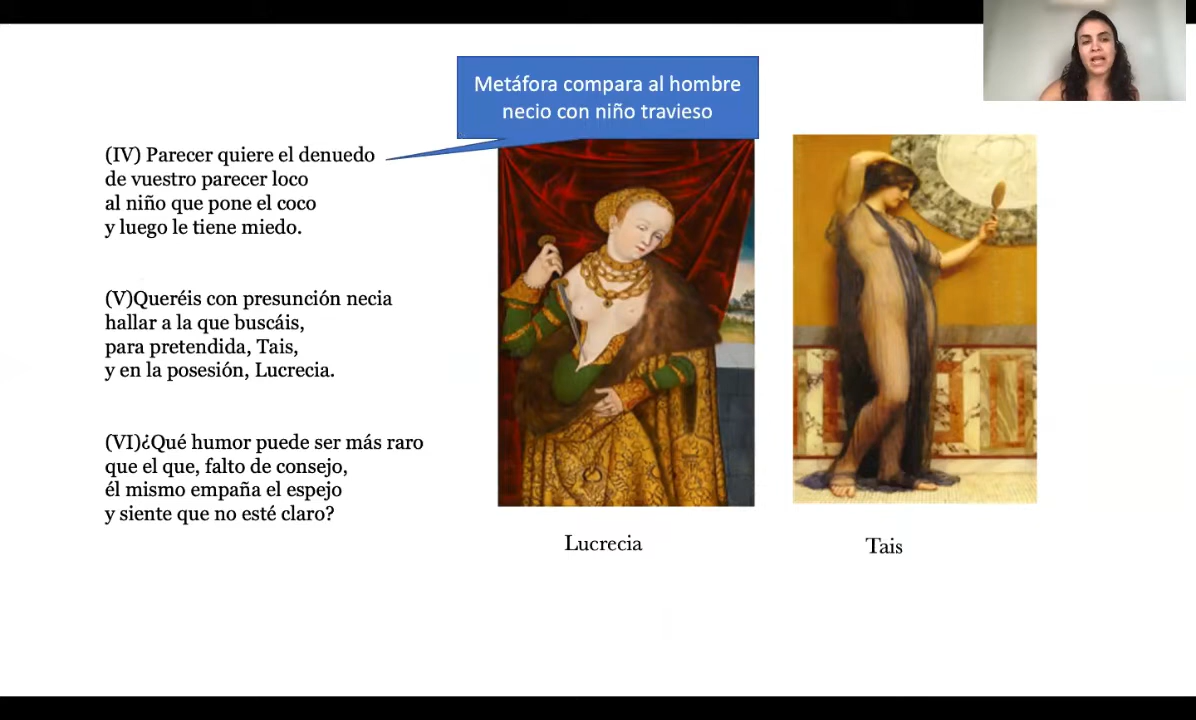 Metáfora compara al hombre
necio con niño travieso
(IV) Parecer quiere el denuedo
de vuestro parecer loco
al niño que pone el coco
y luego le tiene miedo.
(V)Queréis con presunción necia
hallar a la que buscáis,
para pretendida, Tais,
y en la posesión, Lucrecia.
(VI)¿Qué humor puede ser más raro
que el que, falto de consejo,
él mismo empaña el espejo
y siente que no esté claro?
Lucrecia
Tais